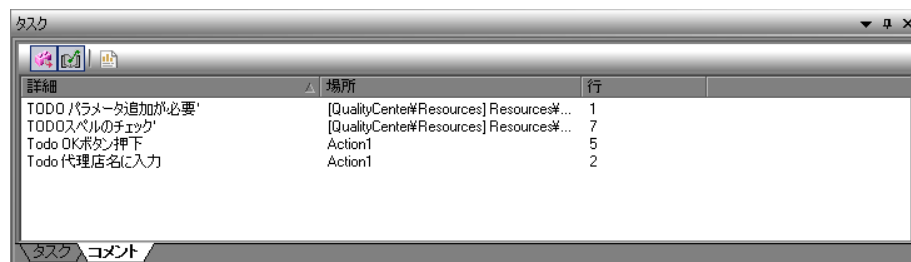 タスク
詳細 場所 行
TODO パラメータ追加が必要' [QualityCenter¥Resources] Resources¥... 1
TODOスペルのチェック' [QualityCenter¥Resources] Resources¥... 7
Todo OKボタン押下 Action1 5
Todo 代理店名に入力 Action1 2
タスク コメント